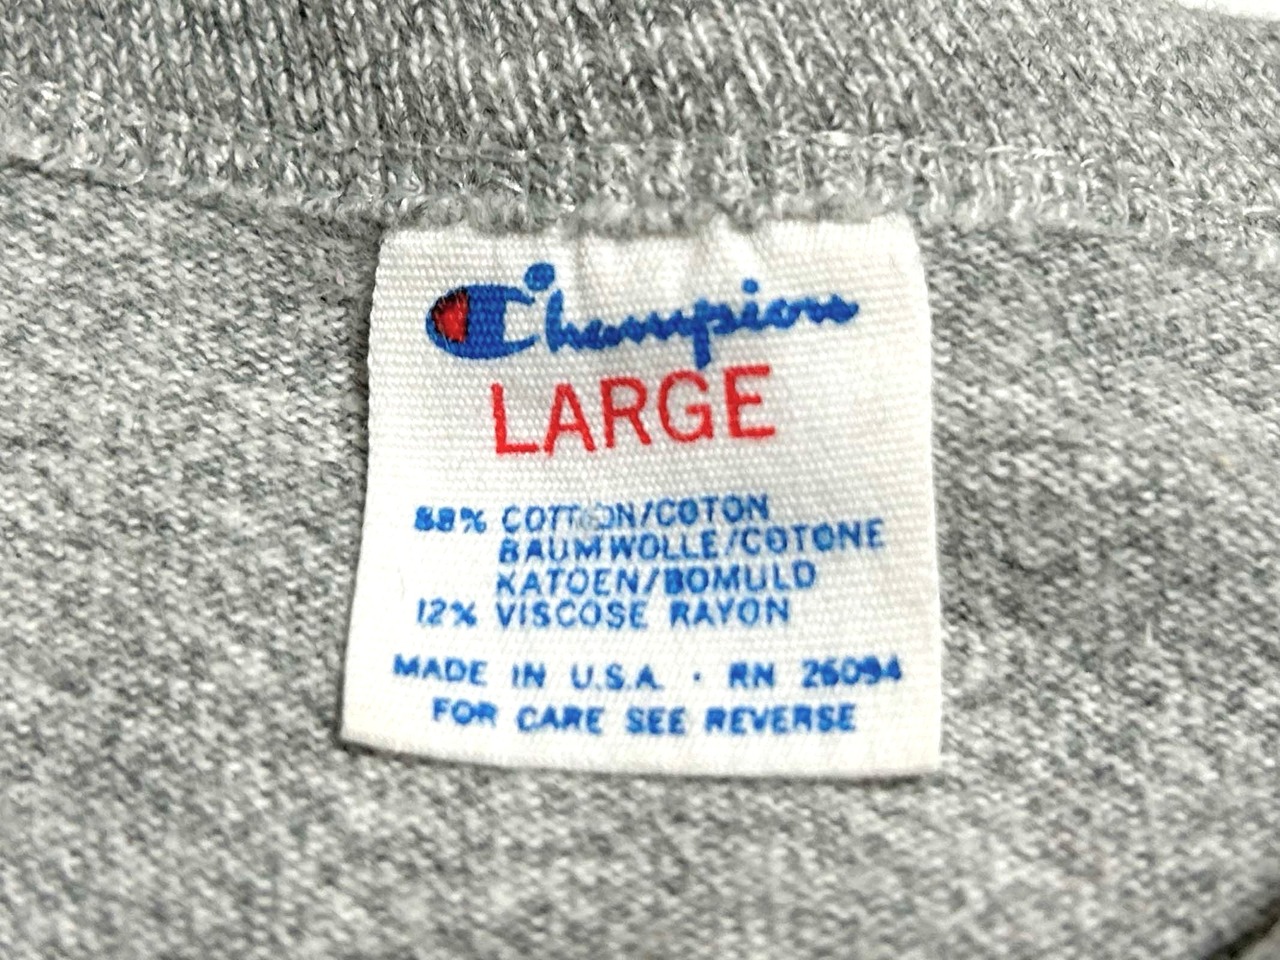 Champion
LARGE
88% COTTON/COTON
BAUMWOLLE/COTONE
KATOEN/BOMULD
12% VISCOSE RAYON
MADE IN U.S.A. · RN 26094
FOR CARE SEE REVERSE